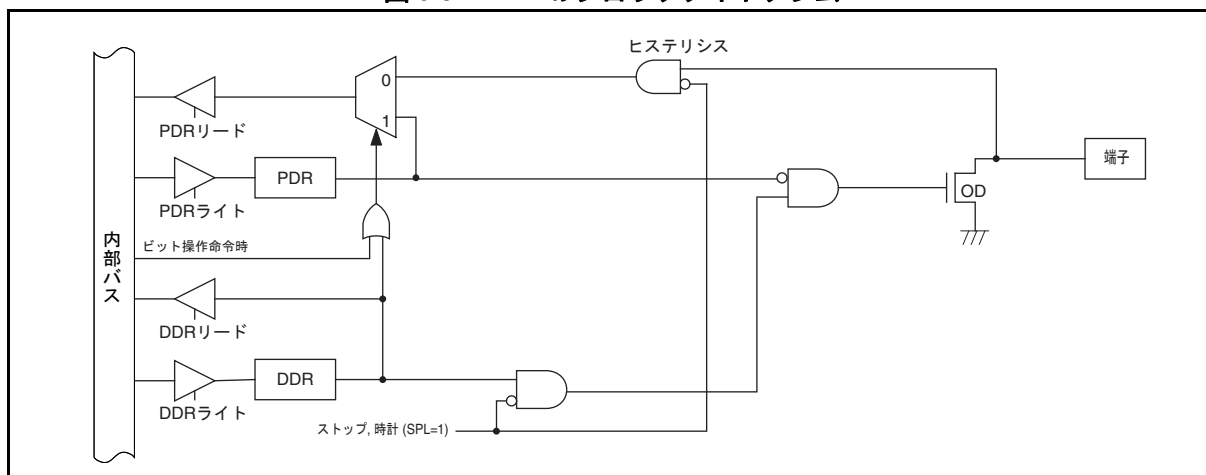 ヒステリシス
0
1
PDRリード
端子
PDR
OD
PDRライト
内部バス
ビット操作命令時
DDRリード
DDR
DDRライト
ストップ, 時計 (SPL=1)